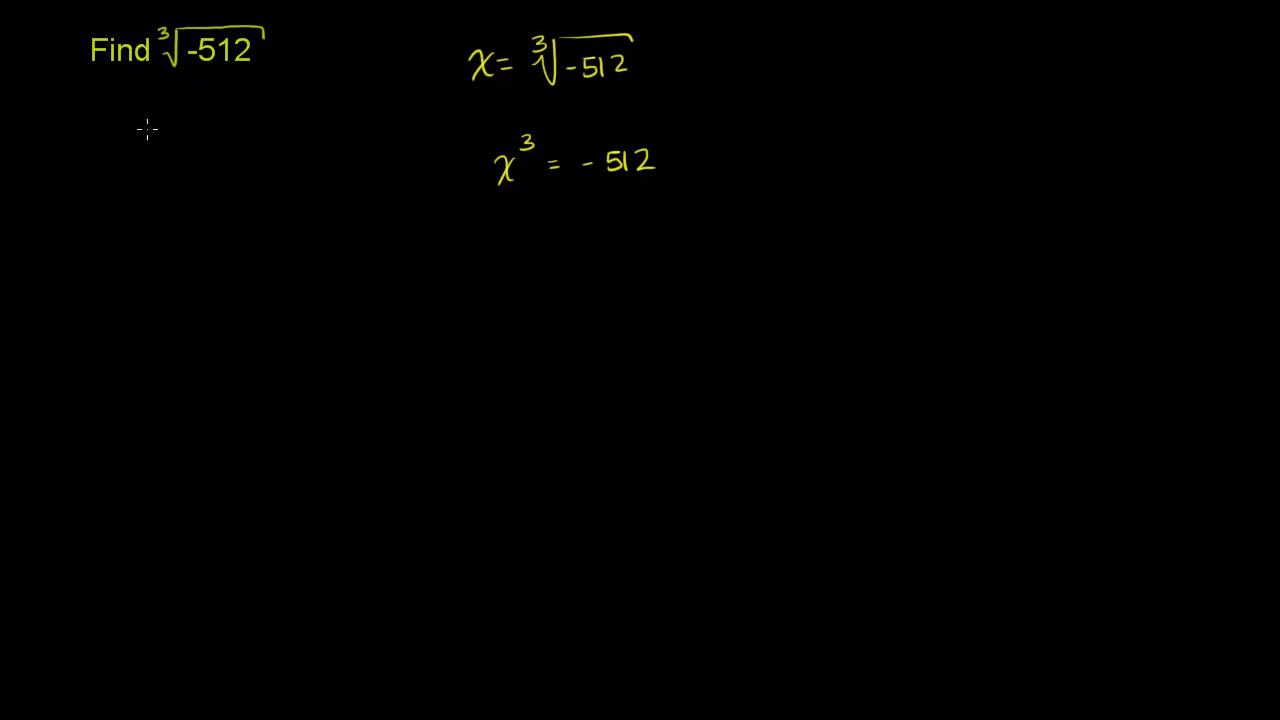 Find ∛-512
x = ∛-512
x³ = -512